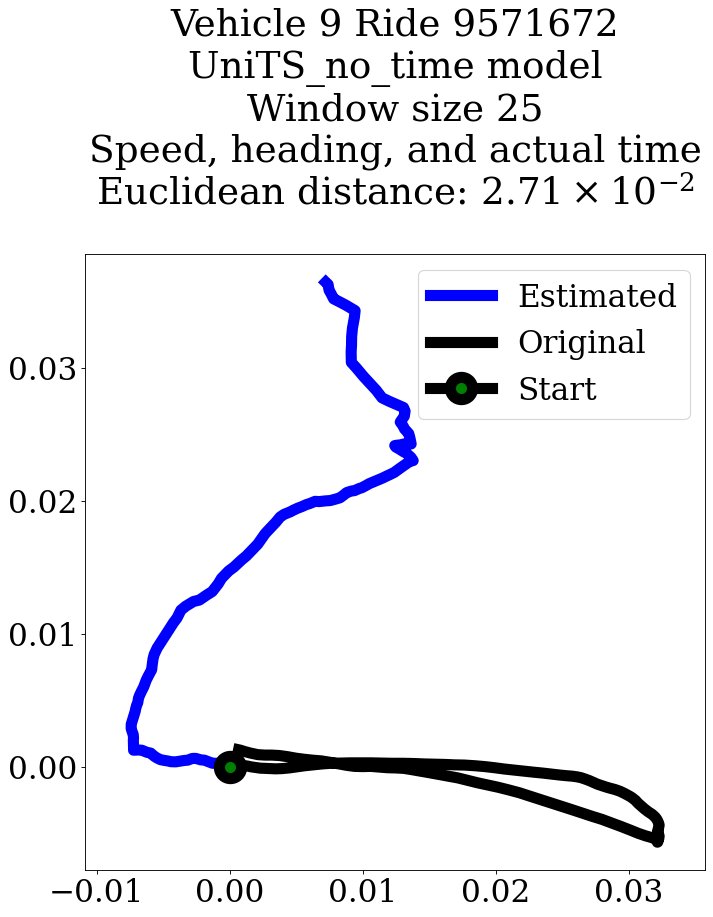 Vehicle 9 Ride 9571672
UniTS_no_time model
Window size 25
Speed, heading, and actual time
Euclidean distance: 2.71 × 10⁻²
Estimated
Original
Start
0.03
0.02
0.01
0.00
−0.01 0.00 0.01 0.02 0.03